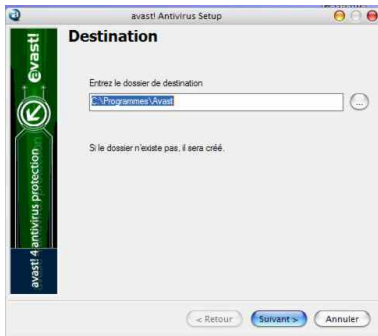 avast! Antivirus Setup
Destination
Entrez le dossier de destination
C:\Programmes\Avast
...
Si le dossier n'existe pas, il sera créé.
avast! 4 antivirus protection
avast!
< Retour
Suivant >
Annuler